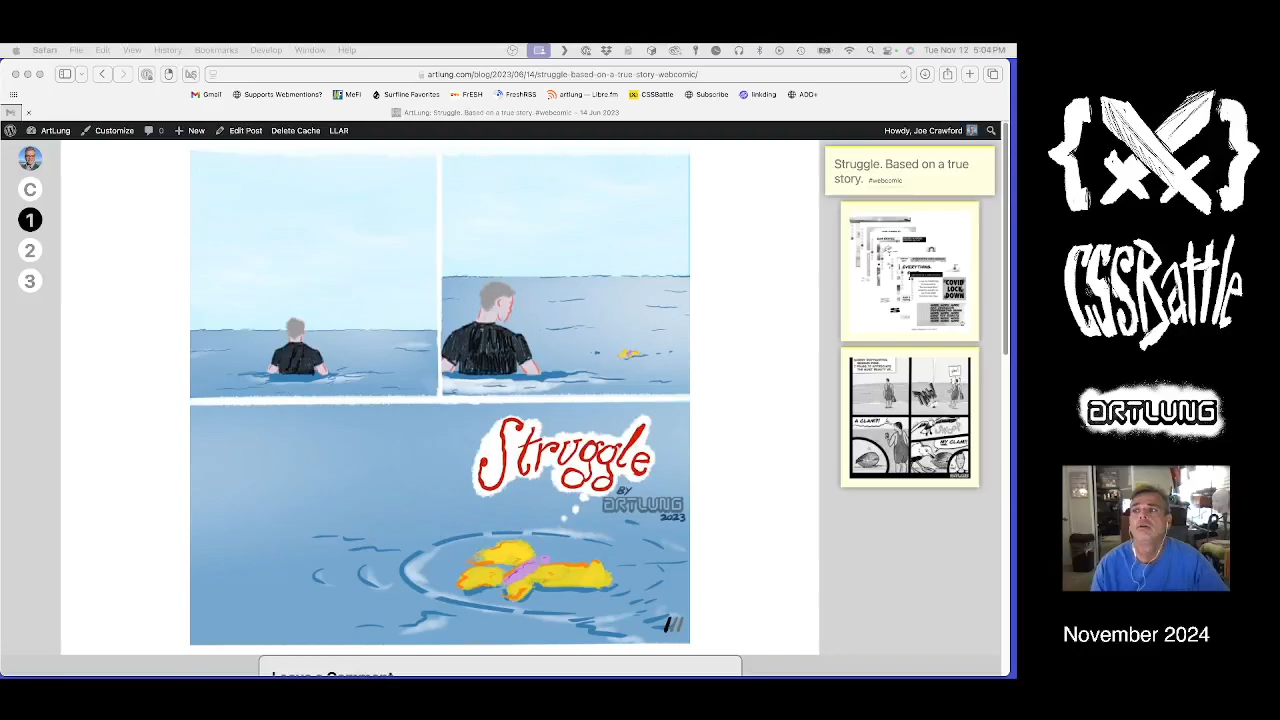 Safari File Edit View History Bookmarks Develop Window Help Tue Nov 12 5:04 PM
artlung.com/blog/2023/06/14/struggle-based-on-a-true-story-webcomic/
Gmail Supports Webmentions? MeFi Surfline Favorites FrESH FreshRSS artlung — Libre.fm CSSBattle Subscribe linkding ADD+
ArtLung: Struggle. Based on a true story. #webcomic – 14 Jun 2023
ArtLung Customize 0 New Edit Post Delete Cache LLAR Howdy, Joe Crawford
C
1
2
3
Struggle
BY
ARTLUNG
2023
Struggle. Based on a true
story. #webcomic
EVERYTHING
COVID
LOCK
DOWN
A CLAM!!
MY CLAM!
CSSBattle
ARTLUNG
November 2024